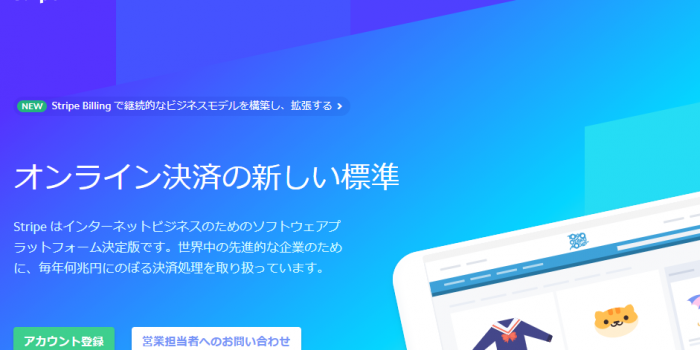 NEW Stripe Billing で継続的なビジネスモデルを構築し、拡張する
オンライン決済の新しい標準
Stripe はインターネットビジネスのためのソフトウェアプ
ラットフォーム決定版です。世界中の先進的な企業のため
に、毎年何兆円にのぼる決済処理を取り扱っています。
アカウント登録 営業担当者へのお問い合わせ